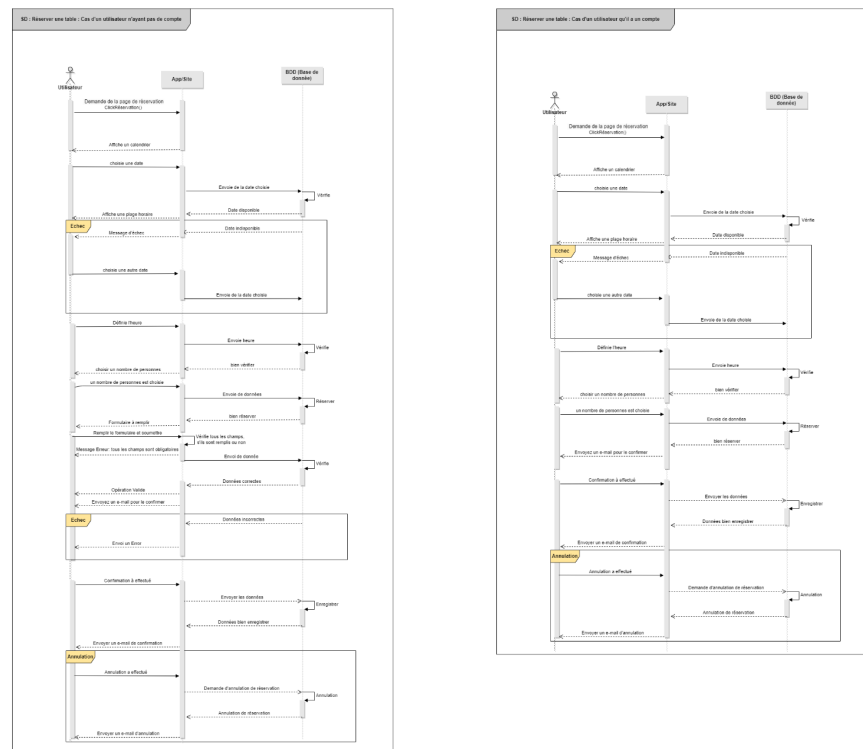 SD : Réserver une table : Cas d'un utilisateur n'ayant pas de compte
Utilisateur
App/Site
BDD (Base de
donnée)
Demande de la page de réservation
ClickRéservation()
Affiche un calendrier
choisie une date
Envoie de la date choisie
Vérifie
Date disponible
Affiche une plage horaire
Echec
Date indisponible
Message d'échec
choisie une autre date
Envoie de la date choisie
Définie l'heure
Envoie heure
Vérifie
bien vérifier
choisir un nombre de personnes
un nombre de personnes est choisie
Envoie de données
Réserver
bien réserver
Formulaire à remplir
Remplir le formulaire et soumettre
Vérifie tous les champs,
s'ils sont remplis ou non
Message Erreur: tous les champs sont obligatoires
Envoi de donnée
Vérifie
Données correctes
Opération Valide
Envoyez un e-mail pour le confirmer
Echec
Données incorrectes
Envoi un Error
Confirmation à effectué
Envoyer les données
Enregistrer
Données bien enregistrer
Envoyer un e-mail de confirmation
Annulation
Annulation a effectué
Demande d'annulation de réservation
Annulation
Annulation de réservation
Envoyer un e-mail d'annulation
SD : Réserver une table : Cas d'un utilisateur qu'il a un compte
Utilisateur
App/Site
BDD (Base de
donnée)
Demande de la page de réservation
ClickRéservation()
Affiche un calendrier
choisie une date
Envoie de la date choisie
Vérifie
Date disponible
Affiche une plage horaire
Echec
Date indisponible
Message d'échec
choisie une autre date
Envoie de la date choisie
Définie l'heure
Envoie heure
Vérifie
bien vérifier
choisir un nombre de personnes
un nombre de personnes est choisie
Envoie de données
Réserver
bien réserver
Envoyez un e-mail pour le confirmer
Confirmation à effectué
Envoyer les données
Enregistrer
Données bien enregistrer
Envoyer un e-mail de confirmation
Annulation
Annulation a effectué
Demande d'annulation de réservation
Annulation
Annulation de réservation
Envoyer un e-mail d'annulation